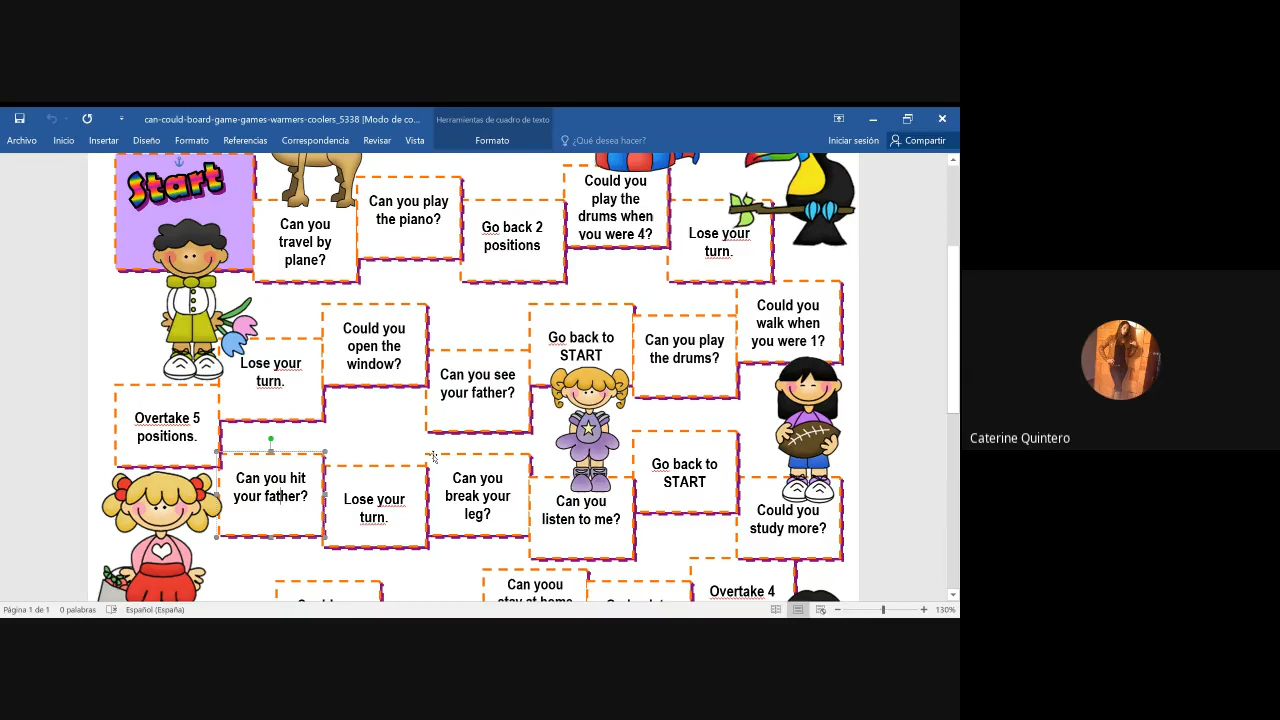 can-could-board-game-games-warmers-coolers_5338 [Modo de co...
Herramientas de cuadro de texto
Archivo
Inicio
Insertar
Diseño
Formato
Referencias
Correspondencia
Revisar
Vista
Formato
¿Qué desea hacer?
Iniciar sesión
Compartir
Start
Can you
travel by
plane?
Can you play
the piano?
Go back 2
positions
Could you
play the
drums when
you were 4?
Lose your
turn.
Could you
walk when
you were 1?
Can you play
the drums?
Go back to
START
Can you see
your father?
Could you
open the
window?
Lose your
turn.
Overtake 5
positions.
Can you hit
your father?
Lose your
turn.
Can you
break your
leg?
Can you
listen to me?
Go back to
START
Could you
study more?
Can yoou
Overtake 4
Caterine Quintero
Página 1 de 1
0 palabras
Español (España)
130%